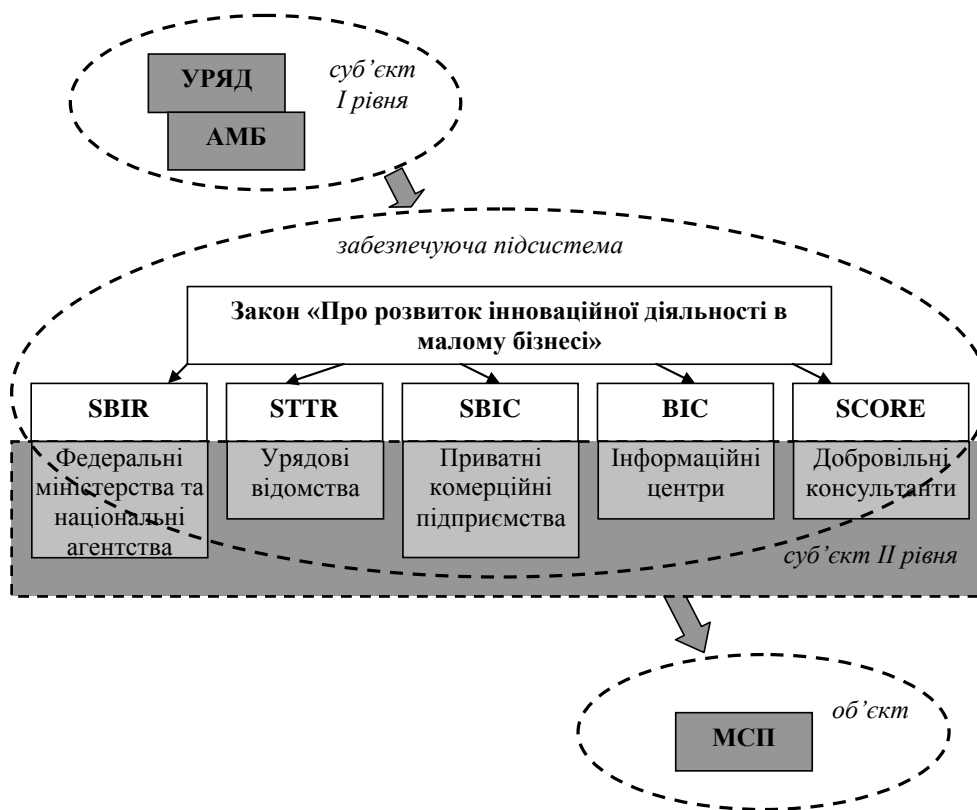 УРЯД
суб’єкт
І рівня
АМБ
забезпечуюча підсистема
Закон «Про розвиток інноваційної діяльності в
малому бізнесі»
SBIR
STTR
SBIC
BIC
SCORE
Федеральні
міністерства та
національні
агентства
Урядові
відомства
Приватні
комерційні
підприємства
Інформаційні
центри
Добровільні
консультанти
суб’єкт ІІ рівня
об’єкт
МСП